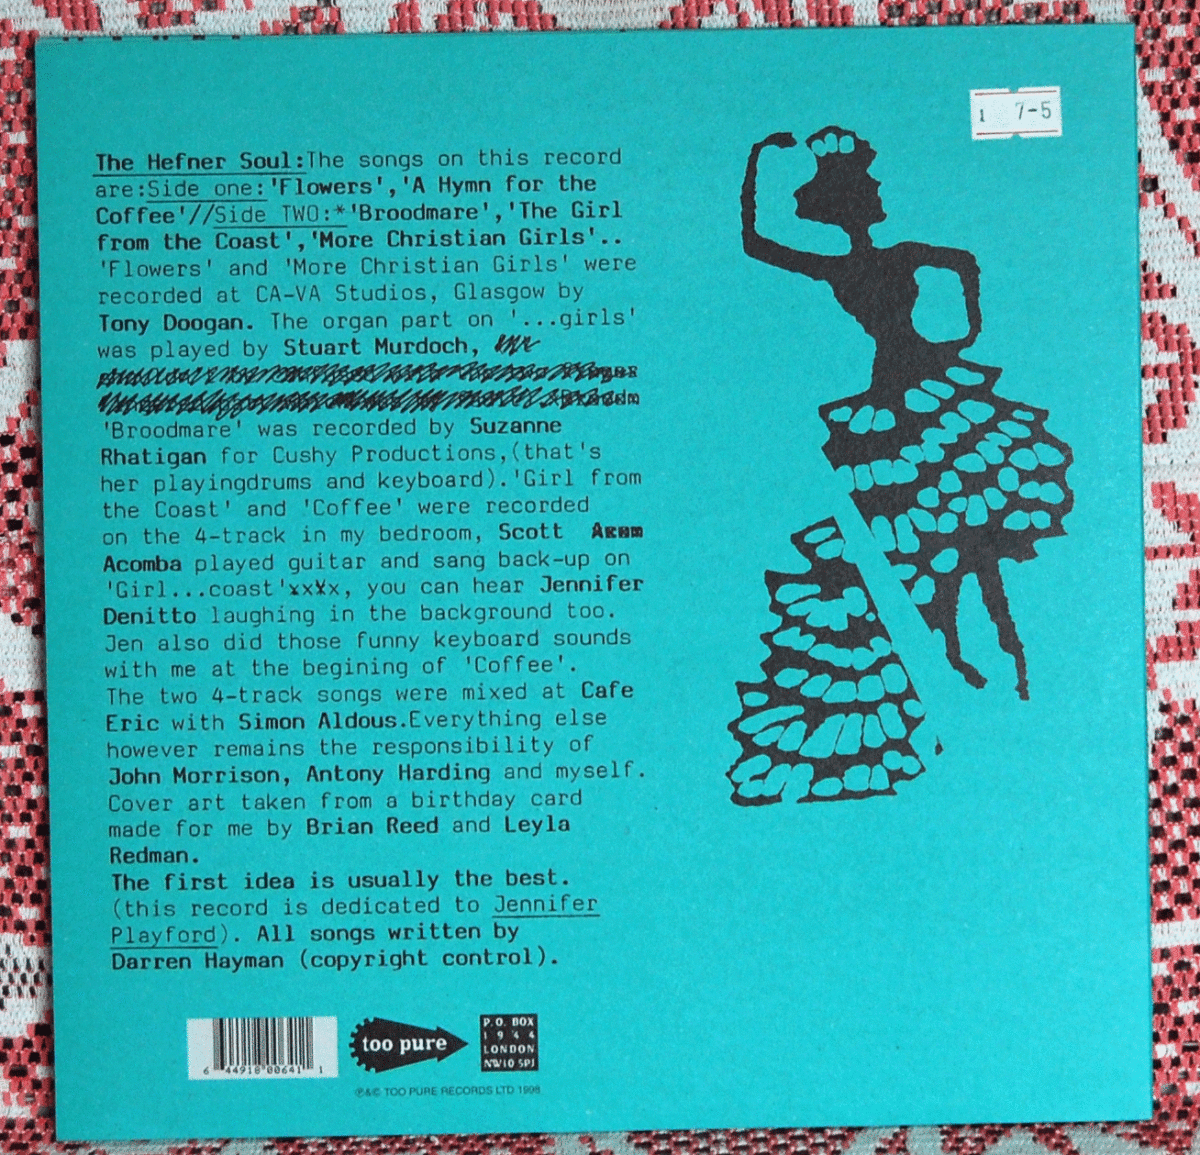 1 7-5
The Hefner Soul:The songs on this record
are:Side one:'Flowers','A Hymn for the
Coffee'//Side TWO:*'Broodmare','The Girl
from the Coast','More Christian Girls'..
'Flowers' and 'More Christian Girls' were
recorded at CA-VA Studios, Glasgow by
Tony Doogan. The organ part on '...girls'
was played by Stuart Murdoch,
'Broodmare' was recorded by Suzanne
Rhatigan for Cushy Productions,(that's
her playingdrums and keyboard).'Girl from
the Coast' and 'Coffee' were recorded
on the 4-track in my bedroom, Scott
Acomba played guitar and sang back-up on
'Girl...coast'xx¥x, you can hear Jennifer
Denitto laughing in the background too.
Jen also did those funny keyboard sounds
with me at the begining of 'Coffee'.
The two 4-track songs were mixed at Cafe
Eric with Simon Aldous.Everything else
however remains the responsibility of
John Morrison, Antony Harding and myself.
Cover art taken from a birthday card
made for me by Brian Reed and Leyla
Redman.
The first idea is usually the best.
(this record is dedicated to Jennifer
Playford). All songs written by
Darren Hayman (copyright control).
6 44918 00641 1
too pure
P.O. BOX
1944
LONDON
NW10 5PJ
℗&© TOO PURE RECORDS LTD 1998